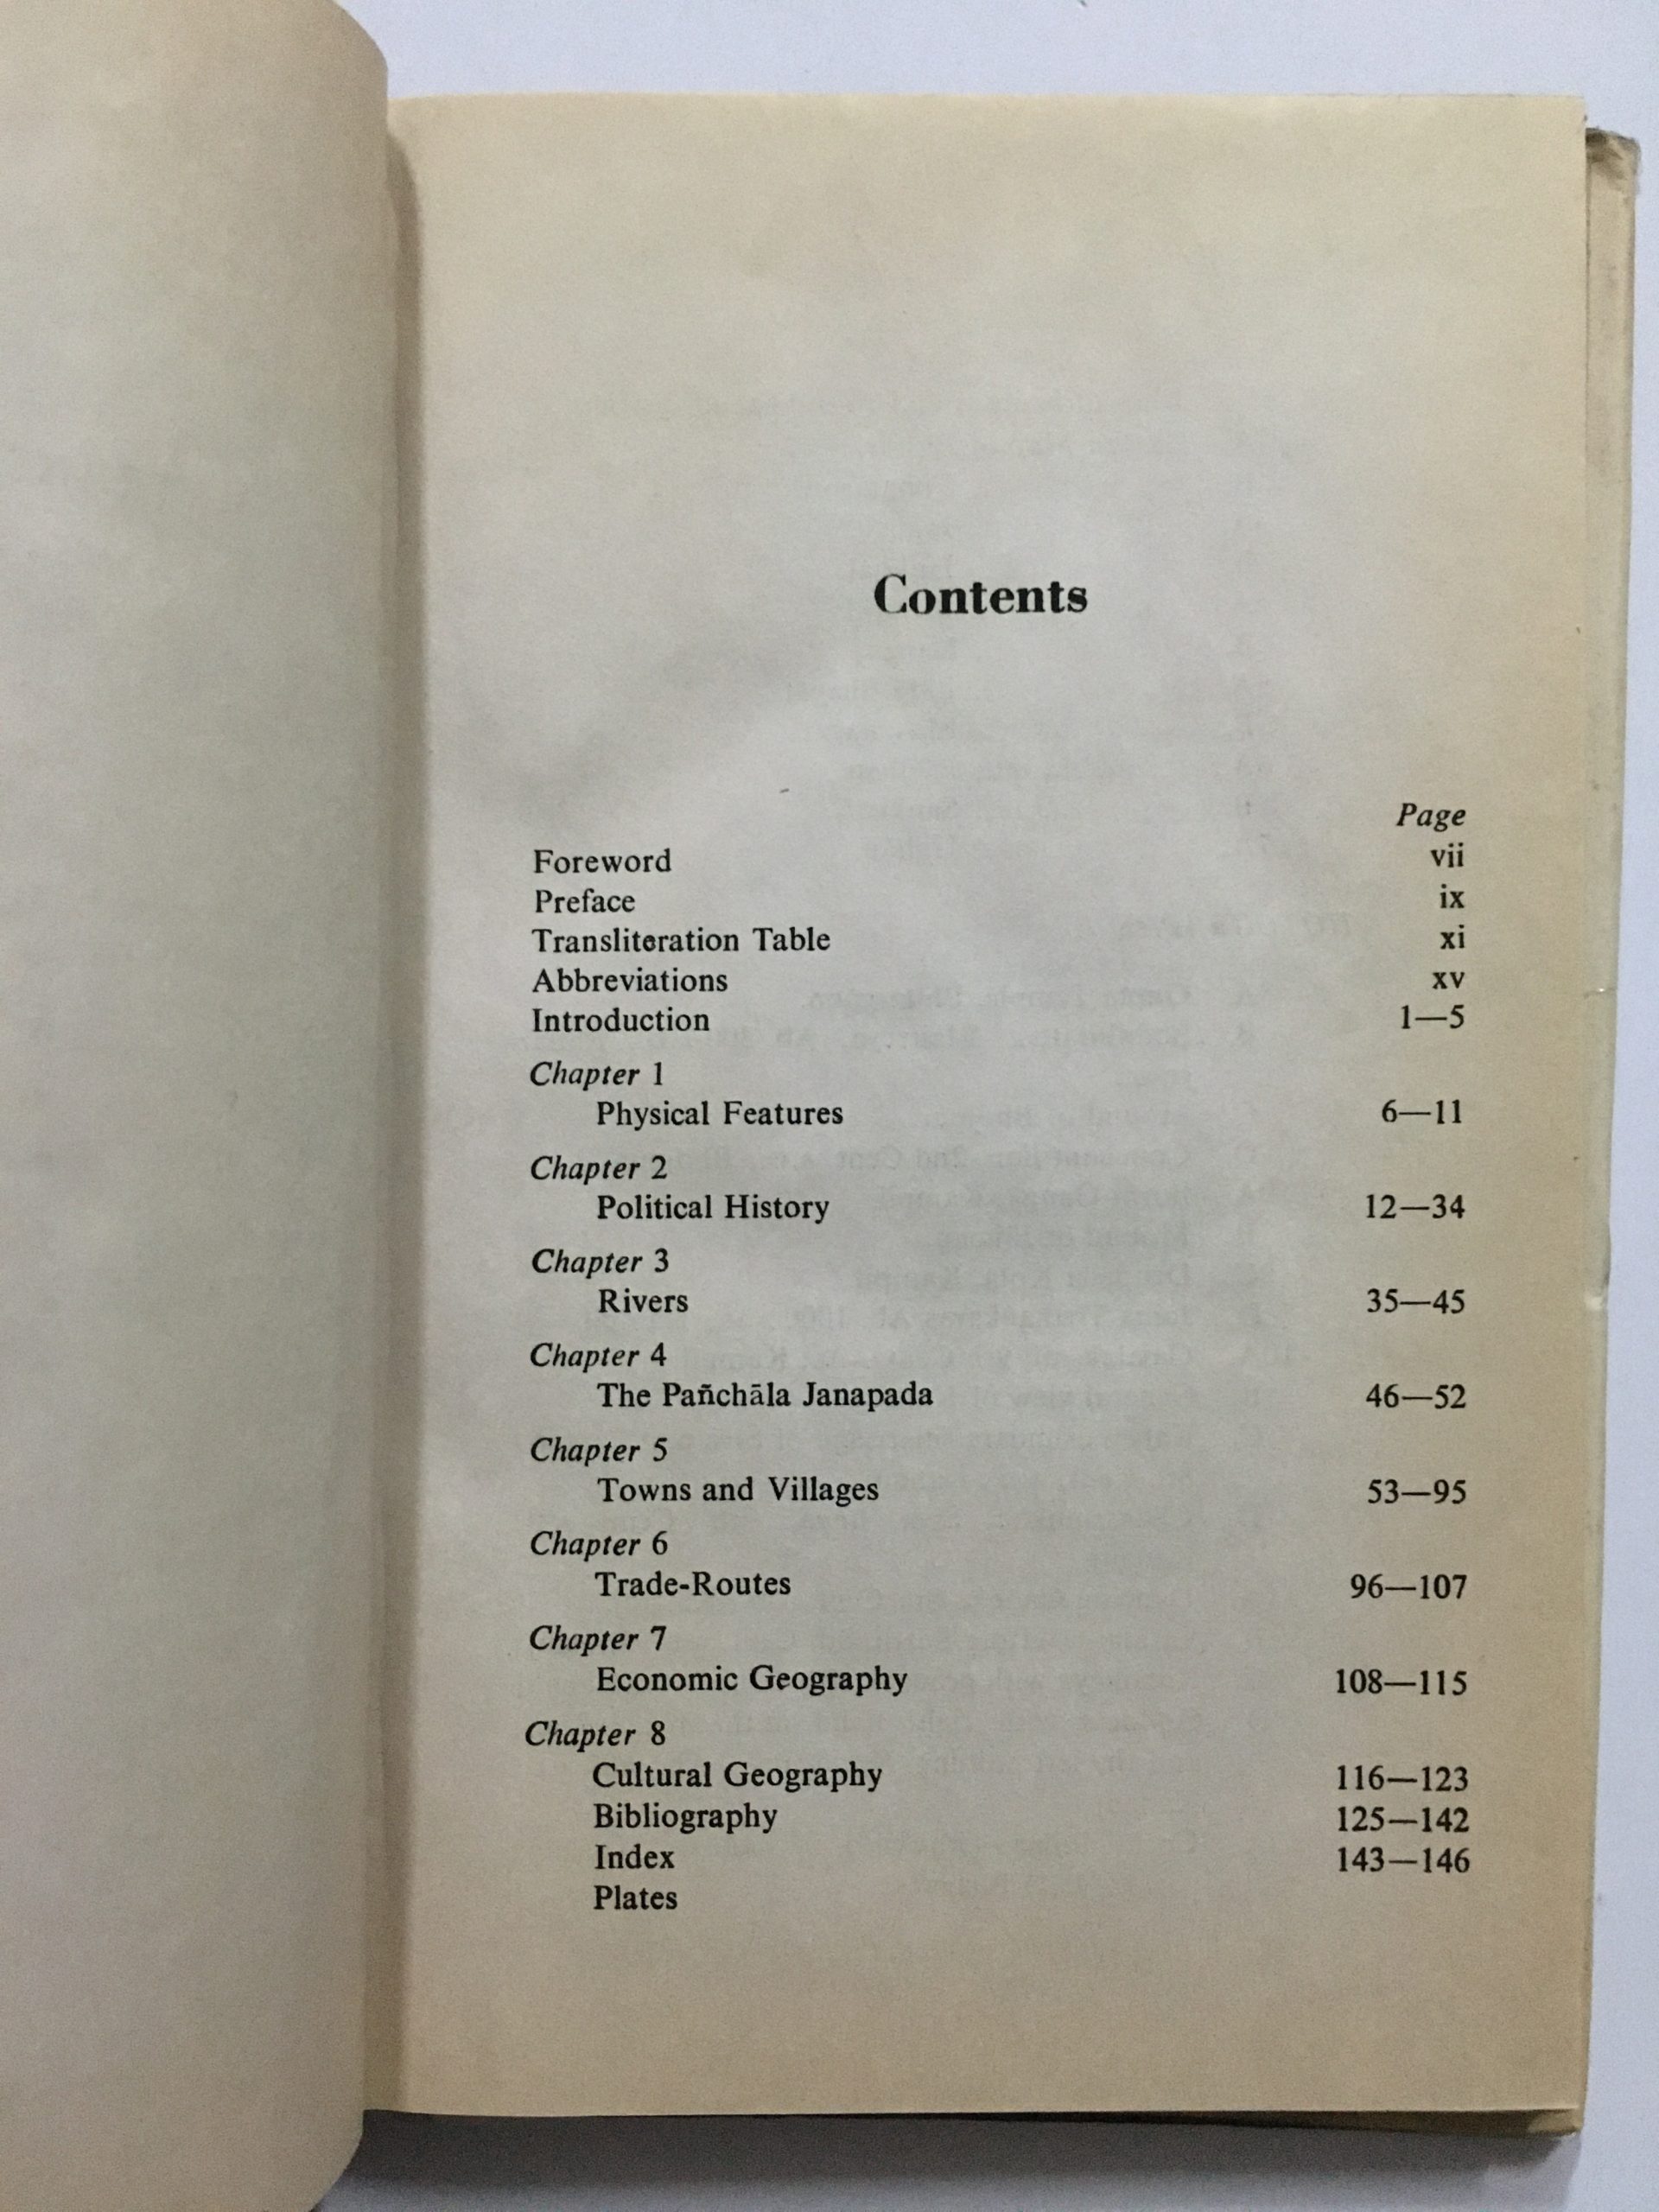 Contents
Page
Foreword vii
Preface ix
Transliteration Table xi
Abbreviations xv
Introduction 1—5
Chapter 1
Physical Features 6—11
Chapter 2
Political History 12—34
Chapter 3
Rivers 35—45
Chapter 4
The Pañchāla Janapada 46—52
Chapter 5
Towns and Villages 53—95
Chapter 6
Trade-Routes 96—107
Chapter 7
Economic Geography 108—115
Chapter 8
Cultural Geography 116—123
Bibliography 125—142
Index 143—146
Plates